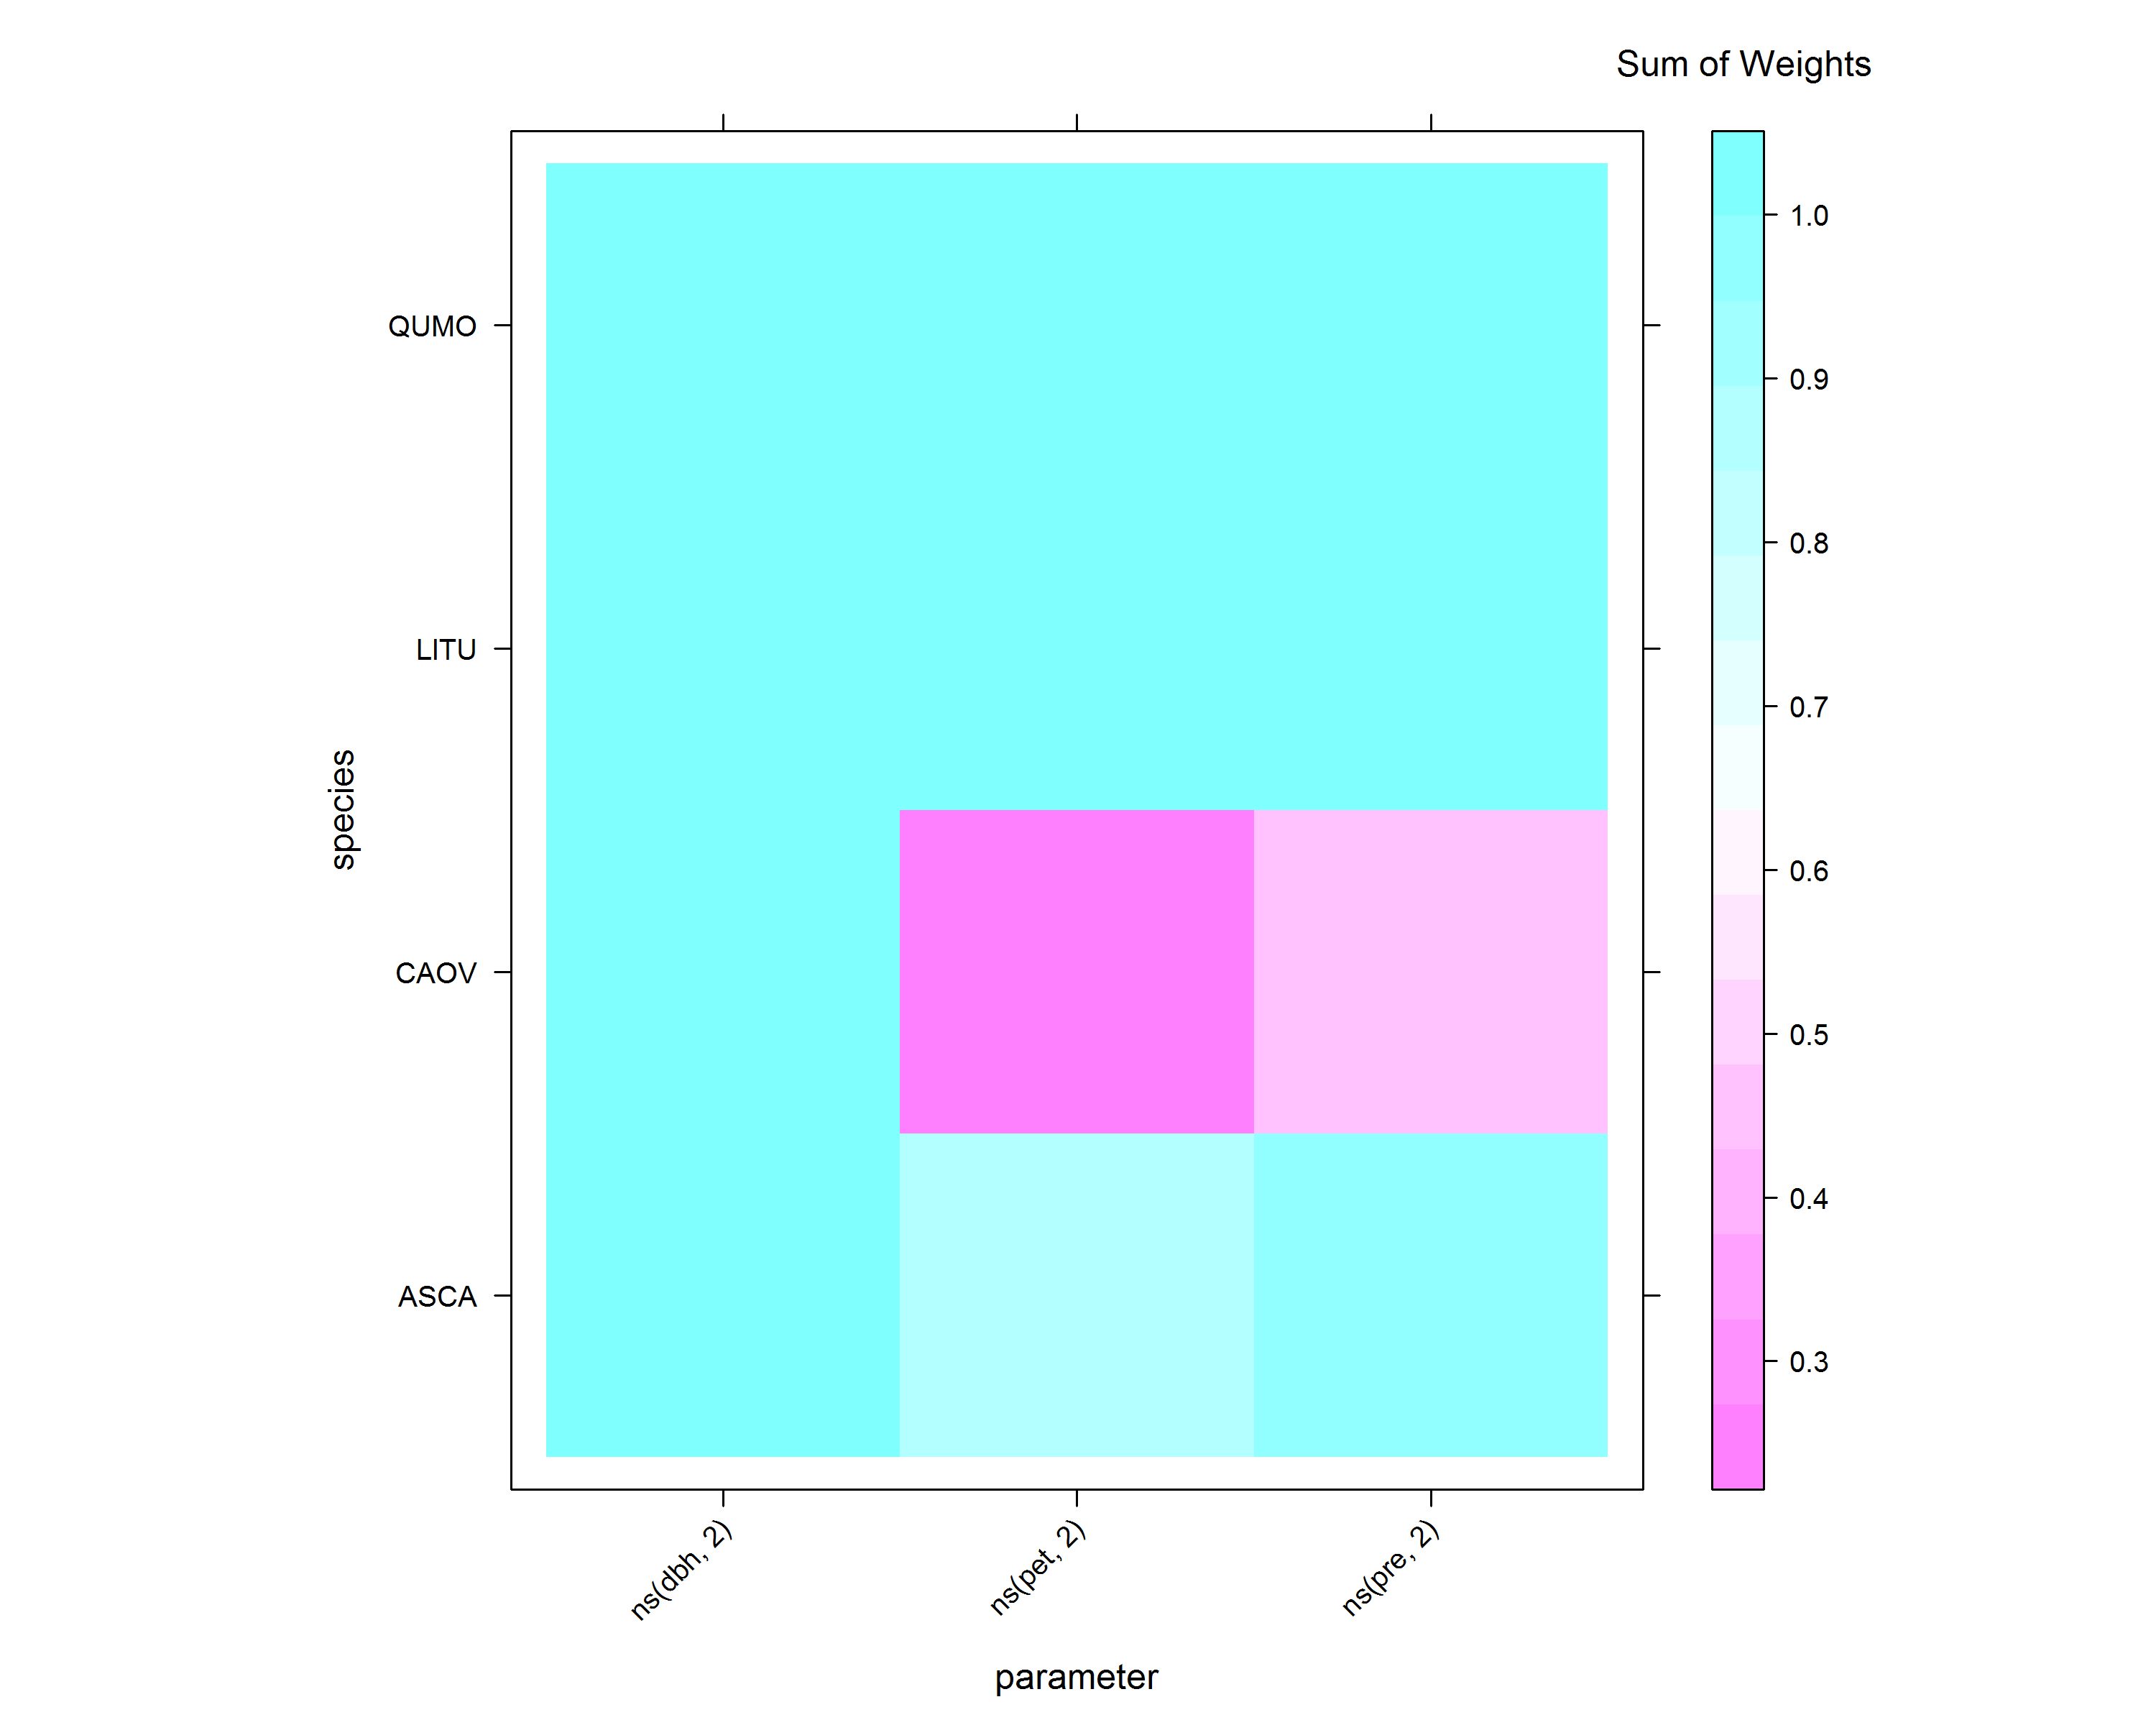 Sum of Weights
1.0
0.9
0.8
0.7
0.6
0.5
0.4
0.3
species
QUMO
LITU
CAOV
ASCA
ns(dbh, 2)
ns(pet, 2)
ns(pre, 2)
parameter